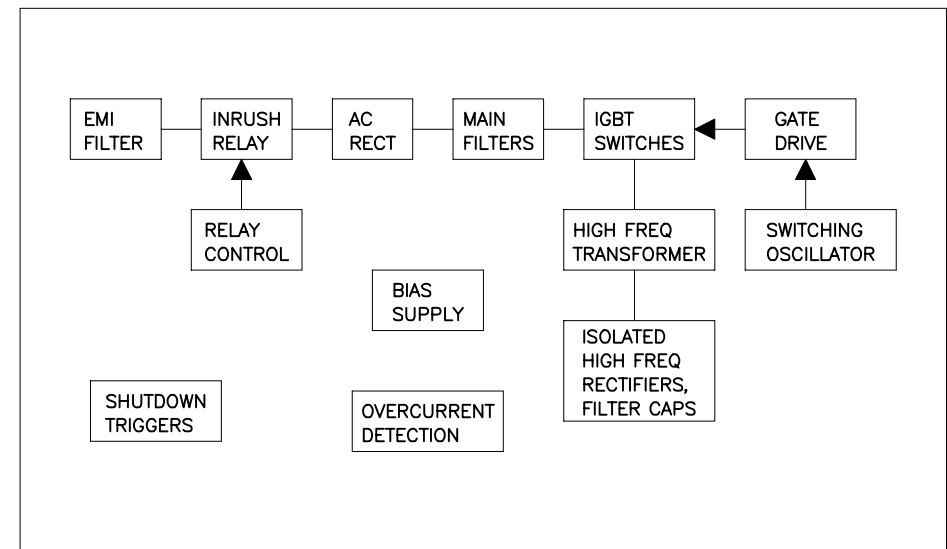 EMI
FILTER
INRUSH
RELAY
AC
RECT
MAIN
FILTERS
IGBT
SWITCHES
GATE
DRIVE
RELAY
CONTROL
HIGH FREQ
TRANSFORMER
SWITCHING
OSCILLATOR
BIAS
SUPPLY
ISOLATED
HIGH FREQ
RECTIFIERS,
FILTER CAPS
SHUTDOWN
TRIGGERS
OVERCURRENT
DETECTION